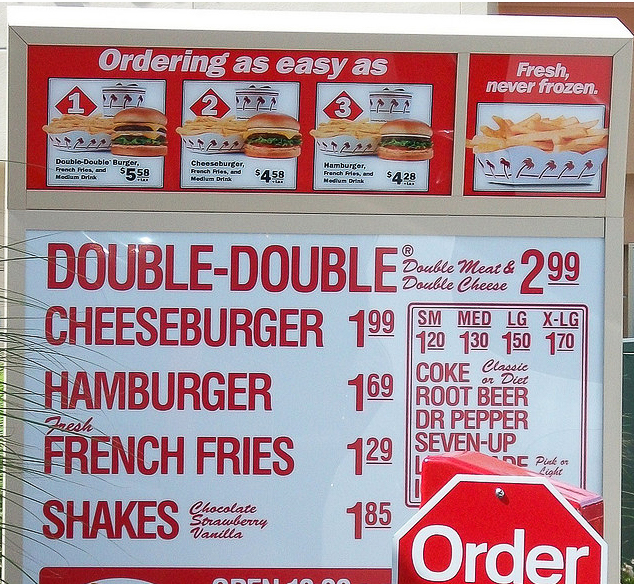 Ordering as easy as
Fresh,
never frozen.
1
Double-Double® Burger,
French Fries, and
Medium Drink
$5 58
+tax
2
Cheeseburger,
French Fries, and
Medium Drink
$4 58
+tax
3
Hamburger,
French Fries, and
Medium Drink
$4 28
+tax
DOUBLE-DOUBLE® Double Meat & Double Cheese 2 99
CHEESEBURGER 1 99
HAMBURGER 1 69
Fresh
FRENCH FRIES 1 29
SHAKES Chocolate Strawberry Vanilla 1 85
SM MED LG X-LG
1 20 1 30 1 50 1 70
COKE Classic or Diet
ROOT BEER
DR PEPPER
SEVEN-UP
Pink or
Light
Order
OPEN